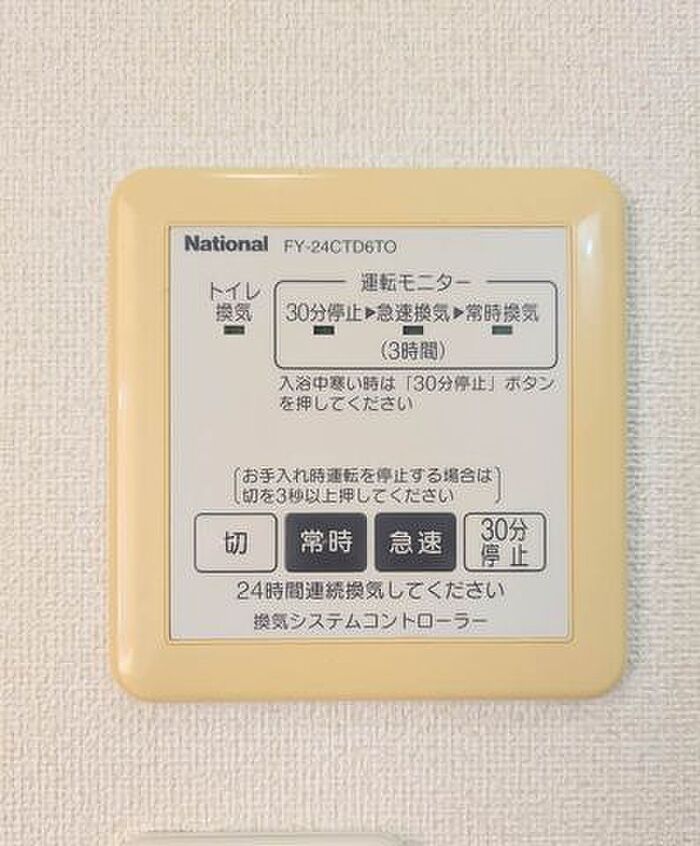 National FY-24CTD6TO
トイレ
換気
運転モニター
30分停止▶急速換気▶常時換気
(3時間)
入浴中寒い時は「30分停止」ボタン
を押してください
お手入れ時運転を停止する場合は
切を3秒以上押してください
切 常時 急速 30分
停止
24時間連続換気してください
換気システムコントローラー